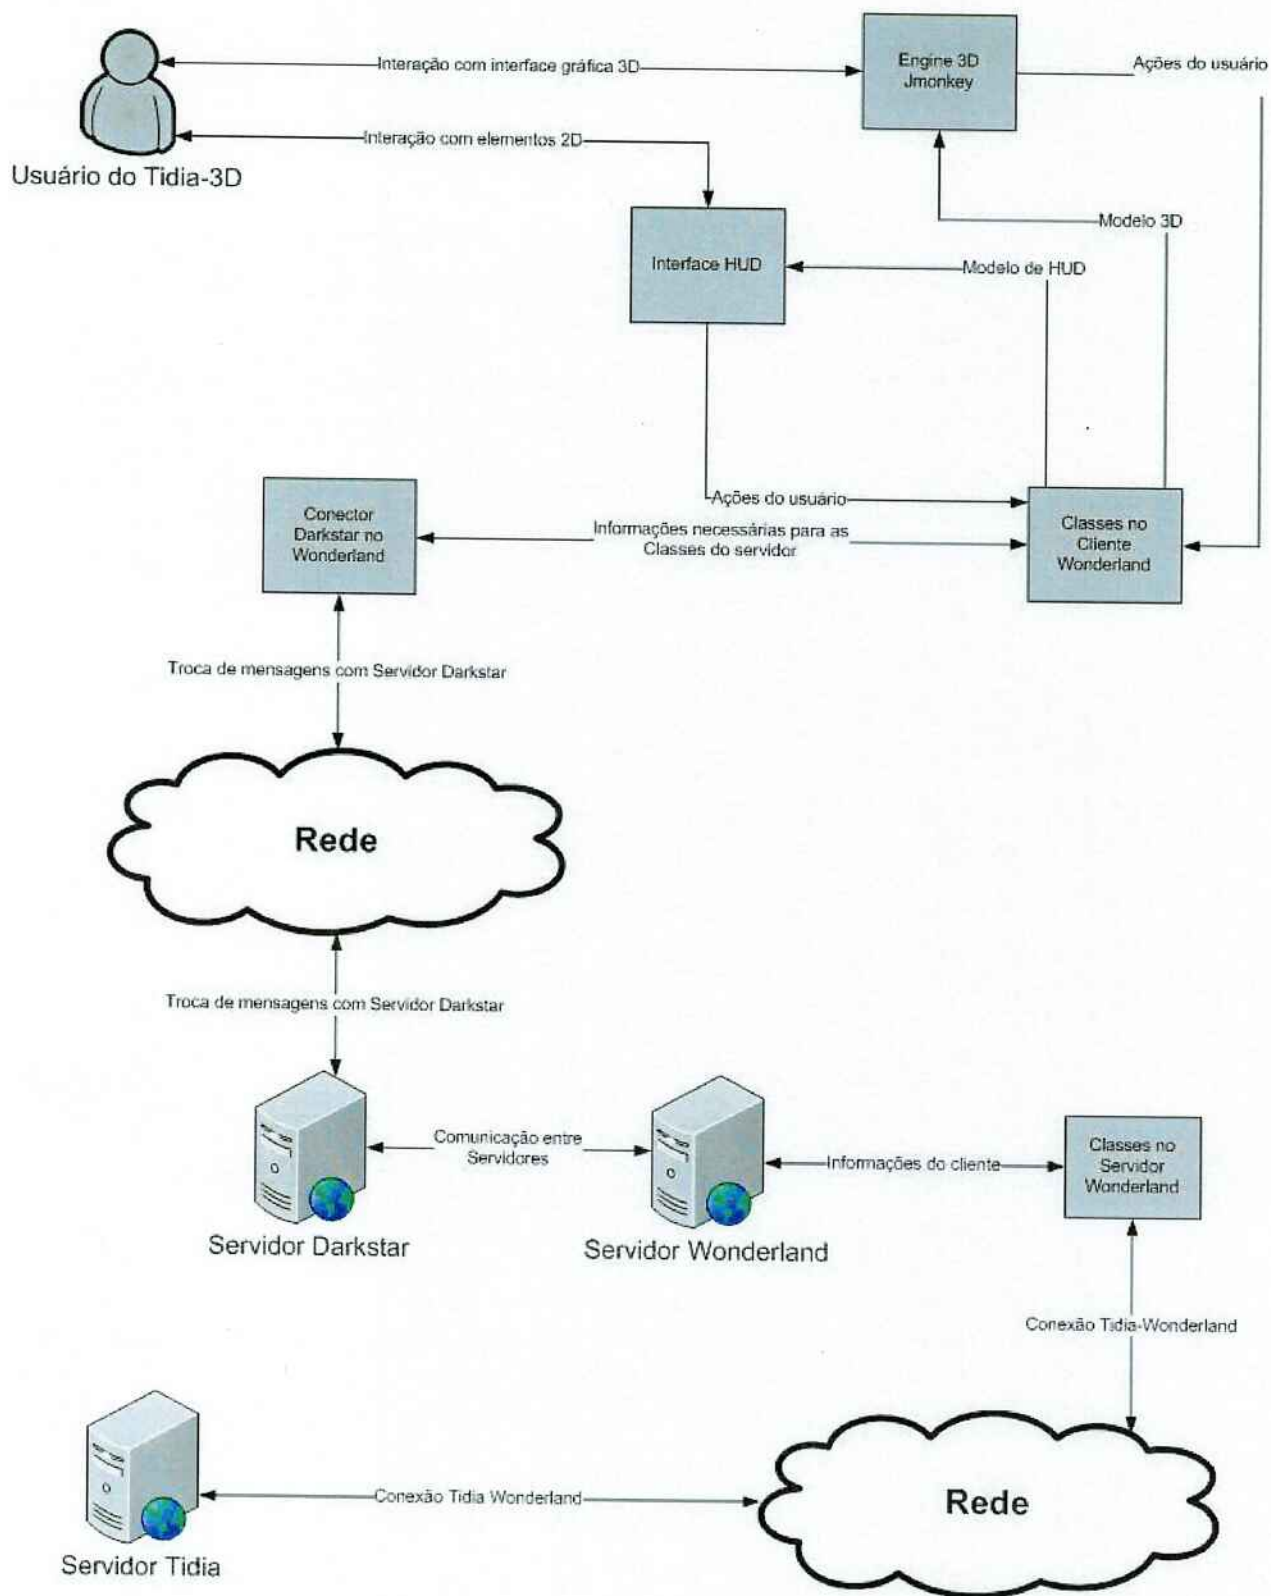 Interação com interface gráfica 3D
Engine 3D
Jmonkey
Ações do usuário
Interação com elementos 2D
Usuário do Tidia-3D
Modelo 3D
Interface HUD
Modelo de HUD
Ações do usuário
Conector
Darkstar no
Wonderland
Informações necessárias para as
Classes do servidor
Classes no
Cliente
Wonderland
Troca de mensagens com Servidor Darkstar
Rede
Troca de mensagens com Servidor Darkstar
Comunicação entre
Servidores
Informações do cliente
Classes no
Servidor
Wonderland
Servidor Darkstar
Servidor Wonderland
Conexão Tidia-Wonderland
Conexão Tidia Wonderland
Rede
Servidor Tidia